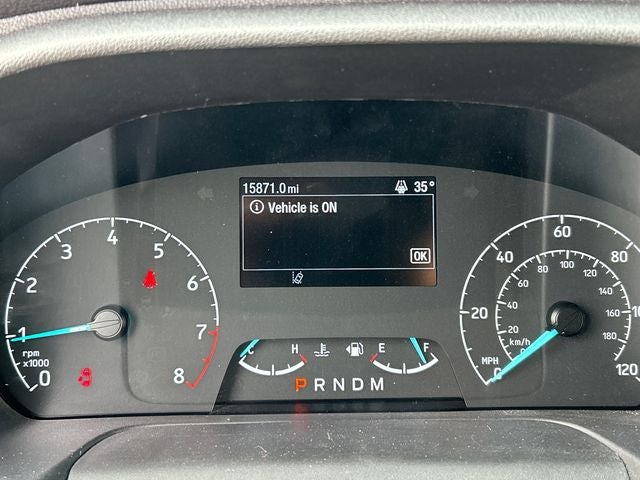 15871.0 mi 35°
Vehicle is ON
OK
0 1 2 3 4 5 6 7 8
rpm
x1000
C H E F
P R N D M
0 20 40 60 80 120
MPH
20 40 60 80 100 120 140 160 180
km/h